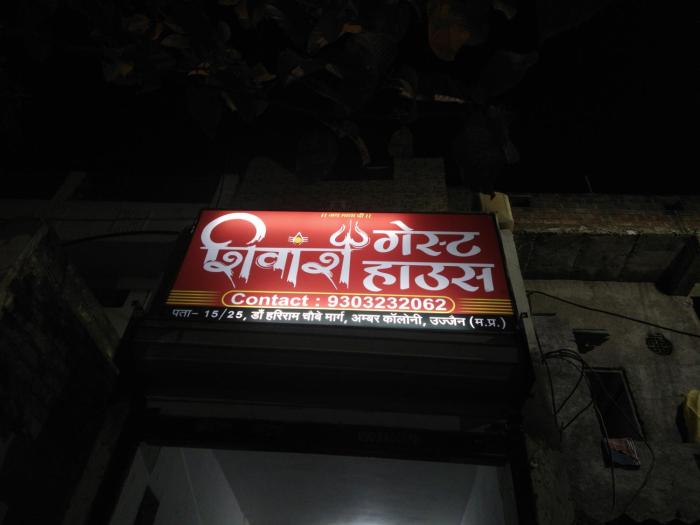 शिवांश गेस्ट
हाउस
Contact : 9303232062
पता- 15/25, डॉ हरिराम चौबे मार्ग, अम्बर कॉलोनी, उज्जैन (म.प्र.)